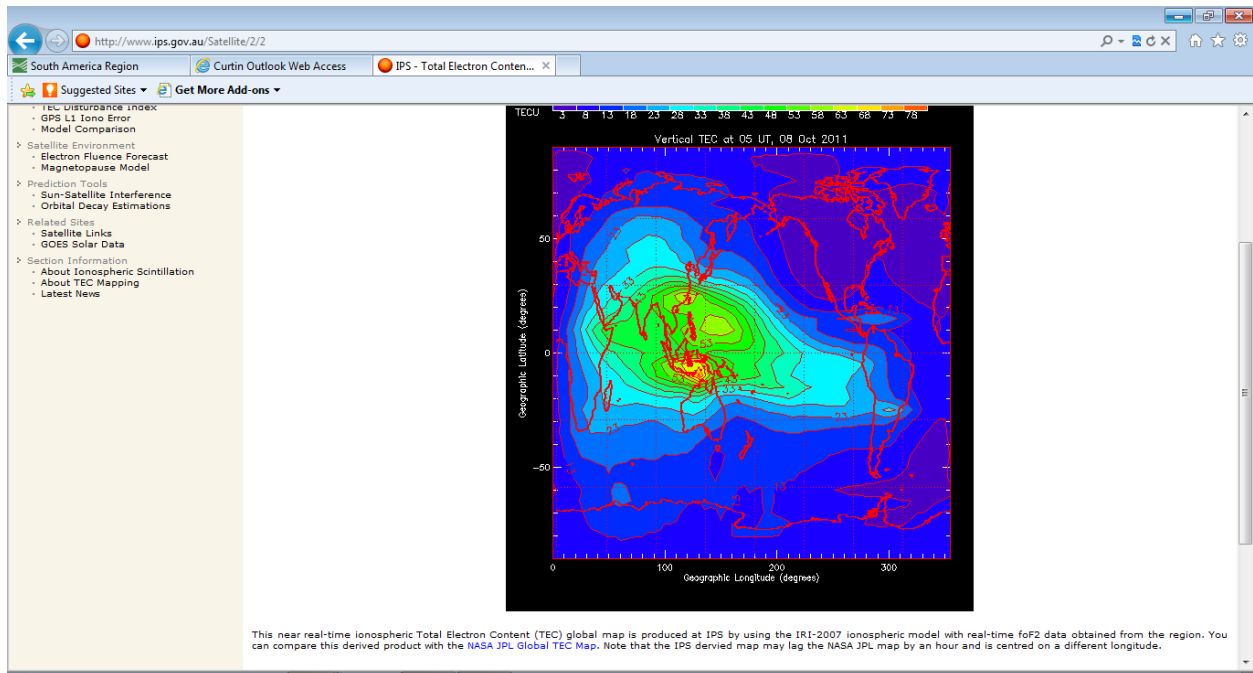 http://www.ips.gov.au/Satellite/2/2
South America Region
Curtin Outlook Web Access
IPS - Total Electron Conten...
Suggested Sites
Get More Add-ons
TEC Disturbance Index
GPS L1 Iono Error
Model Comparison
Satellite Environment
Electron Fluence Forecast
Magnetopause Model
Prediction Tools
Sun-Satellite Interference
Orbital Decay Estimations
Related Sites
Satellite Links
GOES Solar Data
Section Information
About Ionospheric Scintillation
About TEC Mapping
Latest News
TECU 3 8 13 18 23 28 33 38 43 48 53 58 63 68 73 78
Vertical TEC at 05 UT, 08 Oct 2011
Geographic Latitude (degrees)
50
0
-50
0 100 200 300
Geographic Longitude (degrees)
This near real-time ionospheric Total Electron Content (TEC) global map is produced at IPS by using the IRI-2007 ionospheric model with real-time foF2 data obtained from the region. You
can compare this derived product with the NASA JPL Global TEC Map. Note that the IPS dervied map may lag the NASA JPL map by an hour and is centred on a different longitude.